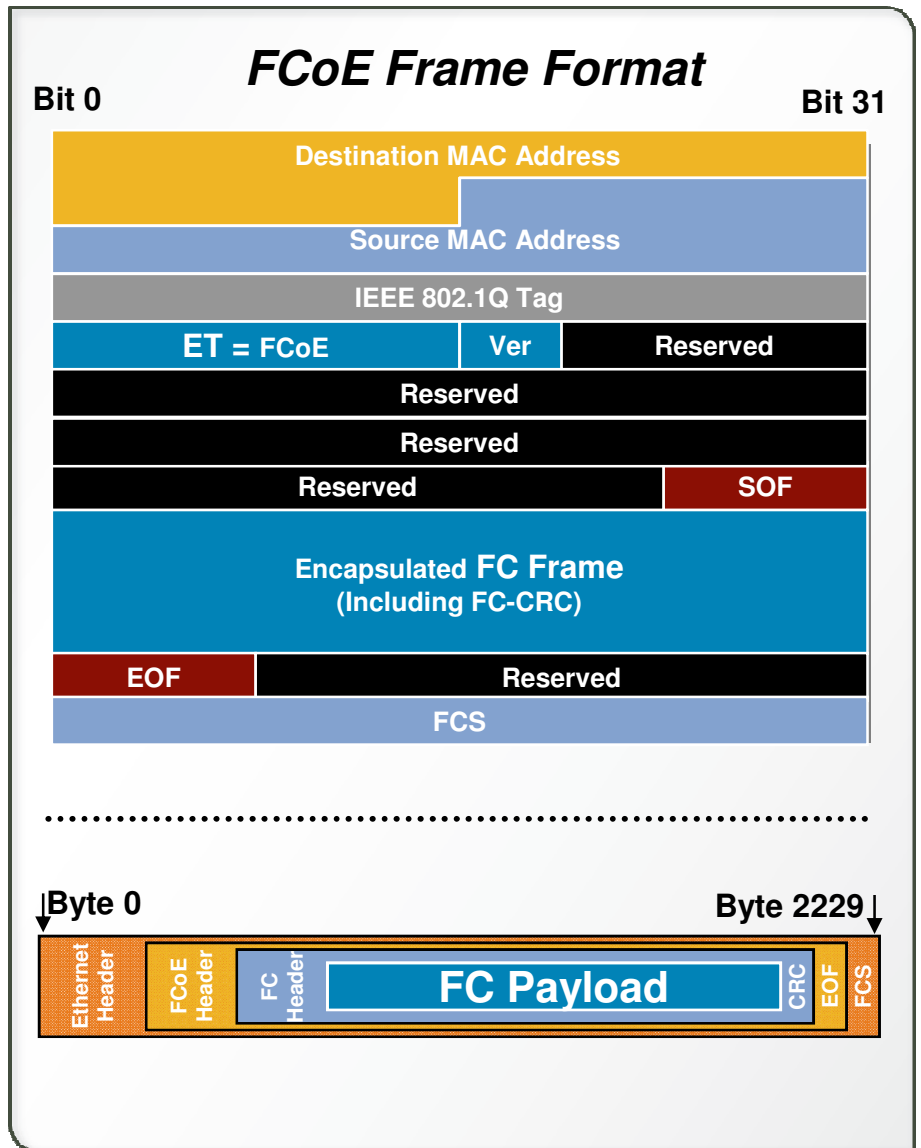 FCoE Frame Format
Bit 0
Bit 31
Destination MAC Address
Source MAC Address
IEEE 802.1Q Tag
ET = FCoE
Ver
Reserved
Reserved
Reserved
Reserved
SOF
Encapsulated FC Frame
(Including FC-CRC)
EOF
Reserved
FCS
Byte 0
Byte 2229
Ethernet
Header
FCoE
Header
FC
Header
FC Payload
CRC
EOF
FCS